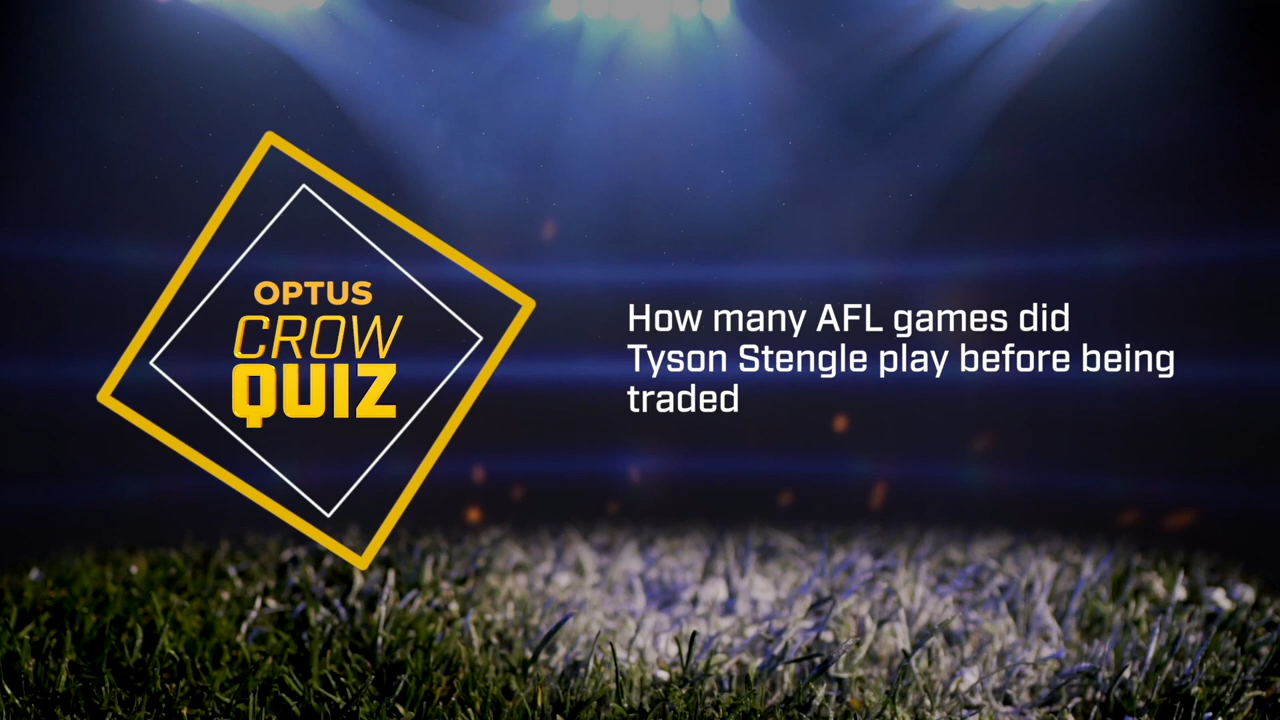 OPTUS
CROW
QUIZ
How many AFL games did
Tyson Stengle play before being
traded